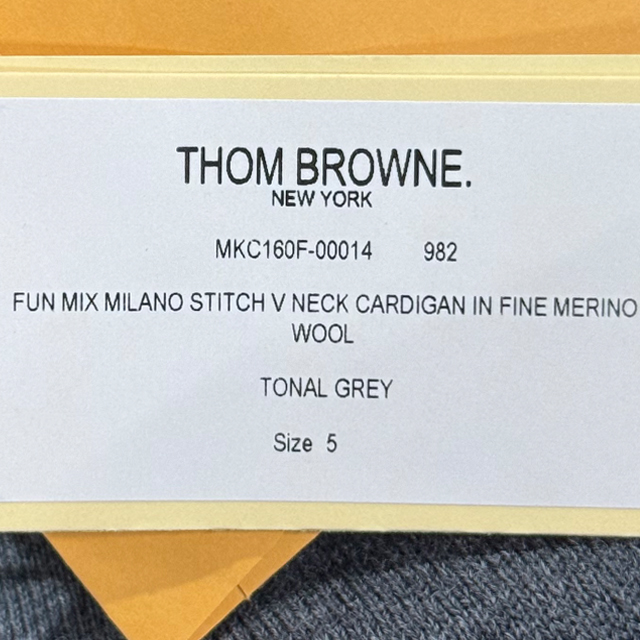 THOM BROWNE.
NEW YORK
MKC160F-00014 982
FUN MIX MILANO STITCH V NECK CARDIGAN IN FINE MERINO
WOOL
TONAL GREY
Size 5